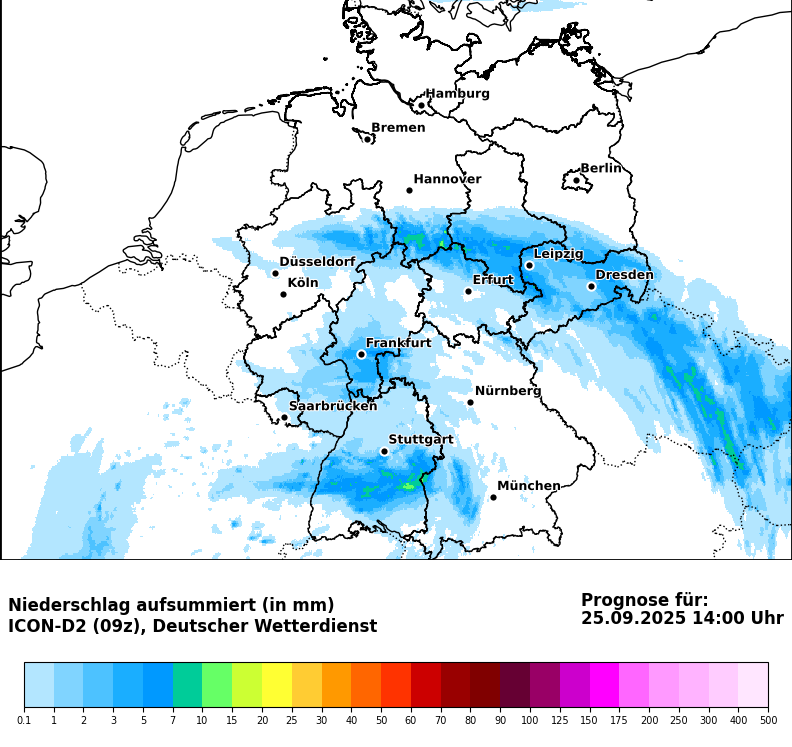 Hamburg
Bremen
Berlin
Hannover
Leipzig
Düsseldorf
Dresden
Erfurt
Köln
Frankfurt
Nürnberg
Saarbrücken
Stuttgart
München
Niederschlag aufsummiert (in mm)
ICON-D2 (09z), Deutscher Wetterdienst
Prognose für:
25.09.2025 14:00 Uhr
0.1 1 2 3 5 7 10 15 20 25 30 40 50 60 70 80 90 100 125 150 175 200 250 300 400 500